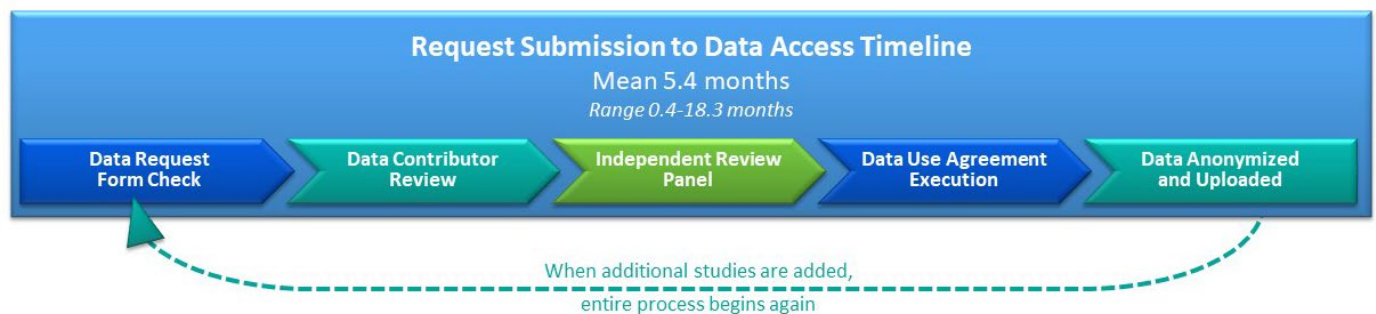 Request Submission to Data Access Timeline
Mean 5.4 months
Range 0.4-18.3 months
Data Request
Form Check
Data Contributor
Review
Independent Review
Panel
Data Use Agreement
Execution
Data Anonymized
and Uploaded
When additional studies are added,
entire process begins again